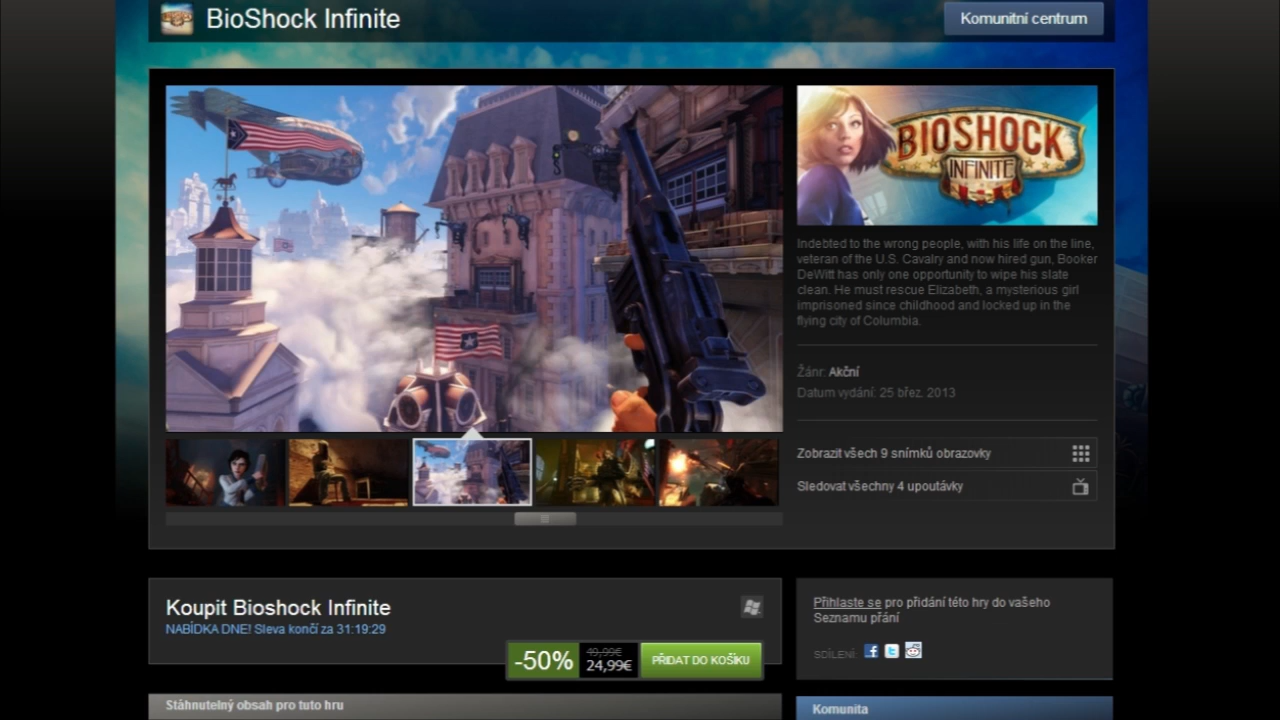 BioShock Infinite
Komunitní centrum
BIOSHOCK
INFINITE
Indebted to the wrong people, with his life on the line,
veteran of the U.S. Cavalry and now hired gun, Booker
DeWitt has only one opportunity to wipe his slate
clean. He must rescue Elizabeth, a mysterious girl
imprisoned since childhood and locked up in the
flying city of Columbia.
Žánr: Akční
Datum vydání: 25 břez. 2013
Zobrazit všech 9 snímků obrazovky
Sledovat všechny 4 upoutávky
Koupit Bioshock Infinite
NABÍDKA DNE! Sleva končí za 31:19:29
-50%
49,99€
24,99€
PŘIDAT DO KOŠÍKU
Přihlaste se pro přidání této hry do vašeho
Seznamu přání
SDÍLENÍ:
Stáhnutelný obsah pro tuto hru
Komunita